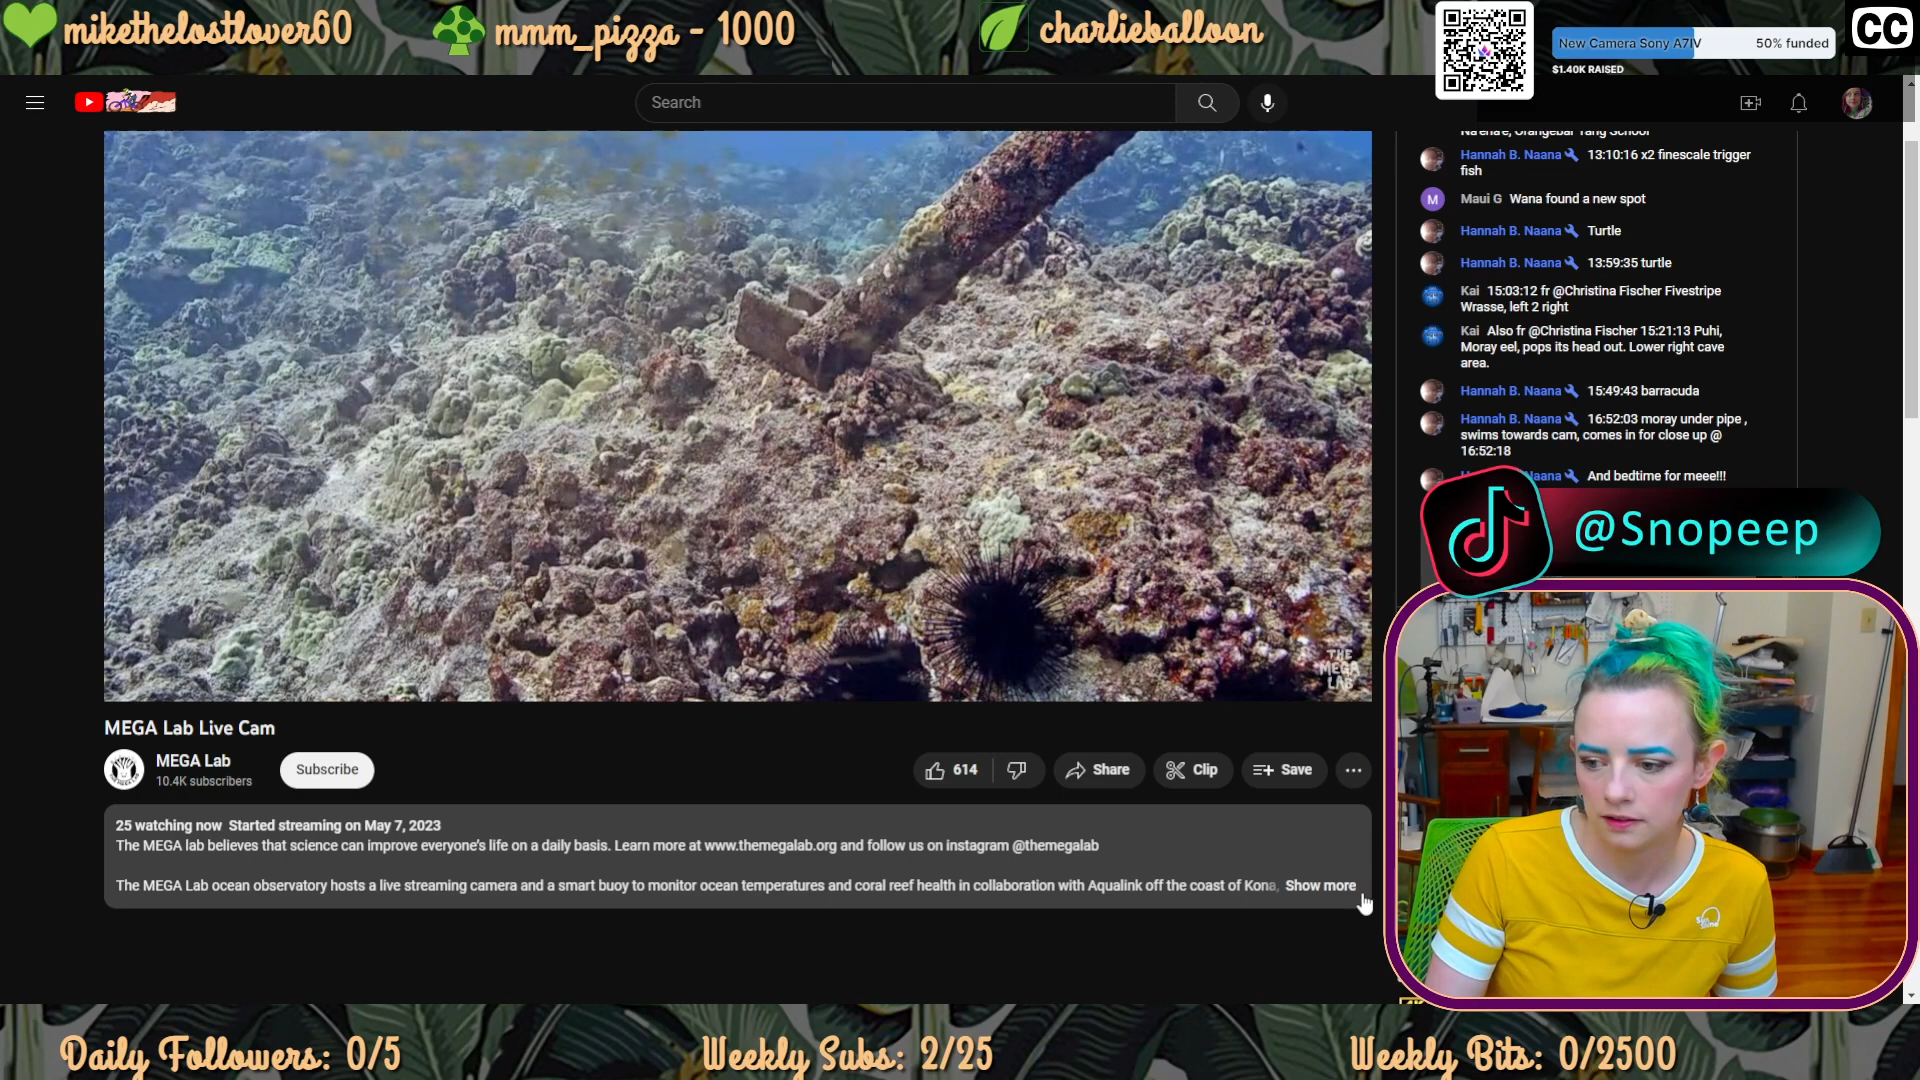 mikethelostlover60
mmm_pizza - 1000
charlieballoon
New Camera Sony A7IV
50% funded
$1.40K RAISED
CC
Search
Na'ena'e, Orangebar Tang School
Hannah B. Naana 13:10:16 x2 finescale trigger
fish
M
Maui G Wana found a new spot
Hannah B. Naana Turtle
Hannah B. Naana 13:59:35 turtle
Kai 15:03:12 fr @Christina Fischer Fivestripe
Wrasse, left 2 right
Kai Also fr @Christina Fischer 15:21:13 Puhi,
Moray eel, pops its head out. Lower right cave
area.
Hannah B. Naana 15:49:43 barracuda
Hannah B. Naana 16:52:03 moray under pipe ,
swims towards cam, comes in for close up @
16:52:18
Naana And bedtime for meee!!!
@Snopeep
THE
MEGA
LAB
MEGA Lab Live Cam
MEGA Lab
10.4K subscribers
Subscribe
614
Share
Clip
Save
25 watching now Started streaming on May 7, 2023
The MEGA lab believes that science can improve everyone's life on a daily basis. Learn more at www.themegalab.org and follow us on instagram @themegalab
The MEGA Lab ocean observatory hosts a live streaming camera and a smart buoy to monitor ocean temperatures and coral reef health in collaboration with Aqualink off the coast of Kona, Show more
Daily Followers: 0/5
Weekly Subs: 2/25
Weekly Bits: 0/2500